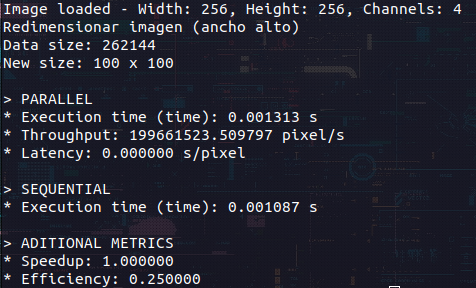 Image loaded - Width: 256, Height: 256, Channels: 4
Redimensionar imagen (ancho alto)
Data size: 262144
New size: 100 x 100
> PARALLEL
* Execution time (time): 0.001313 s
* Throughput: 199661523.509797 pixel/s
* Latency: 0.000000 s/pixel
> SEQUENTIAL
* Execution time (time): 0.001087 s
> ADITIONAL METRICS
* Speedup: 1.000000
* Efficiency: 0.250000